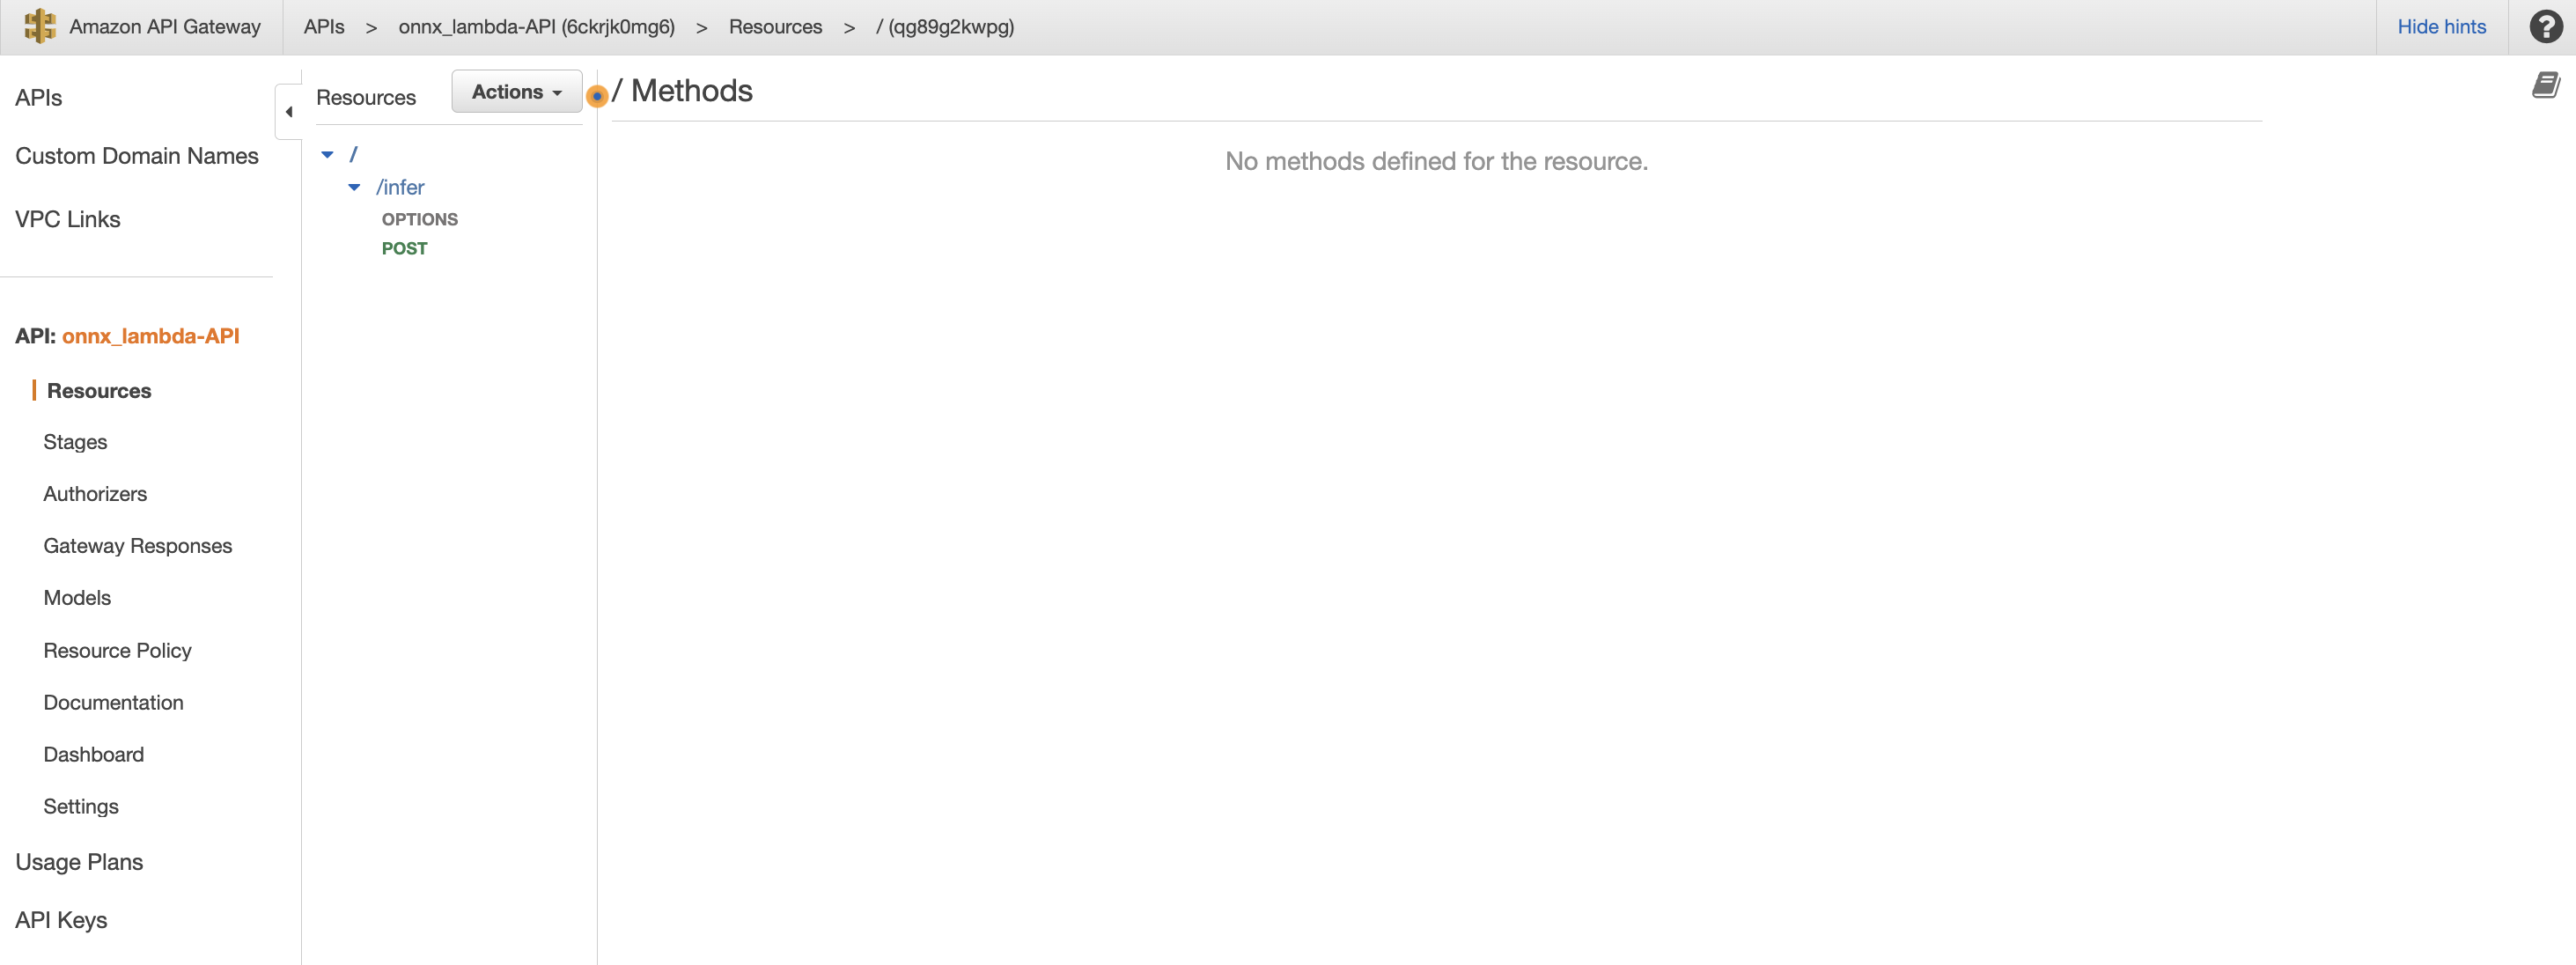 Amazon API Gateway APIs > onnx_lambda-API (6ckrjk0mg6) > Resources > / (qg89g2kwpg) Hide hints ?
APIs
Custom Domain Names
VPC Links
API: onnx_lambda-API
Resources
Stages
Authorizers
Gateway Responses
Models
Resource Policy
Documentation
Dashboard
Settings
Usage Plans
API Keys
Resources Actions
/
/infer
OPTIONS
POST
/ Methods
No methods defined for the resource.